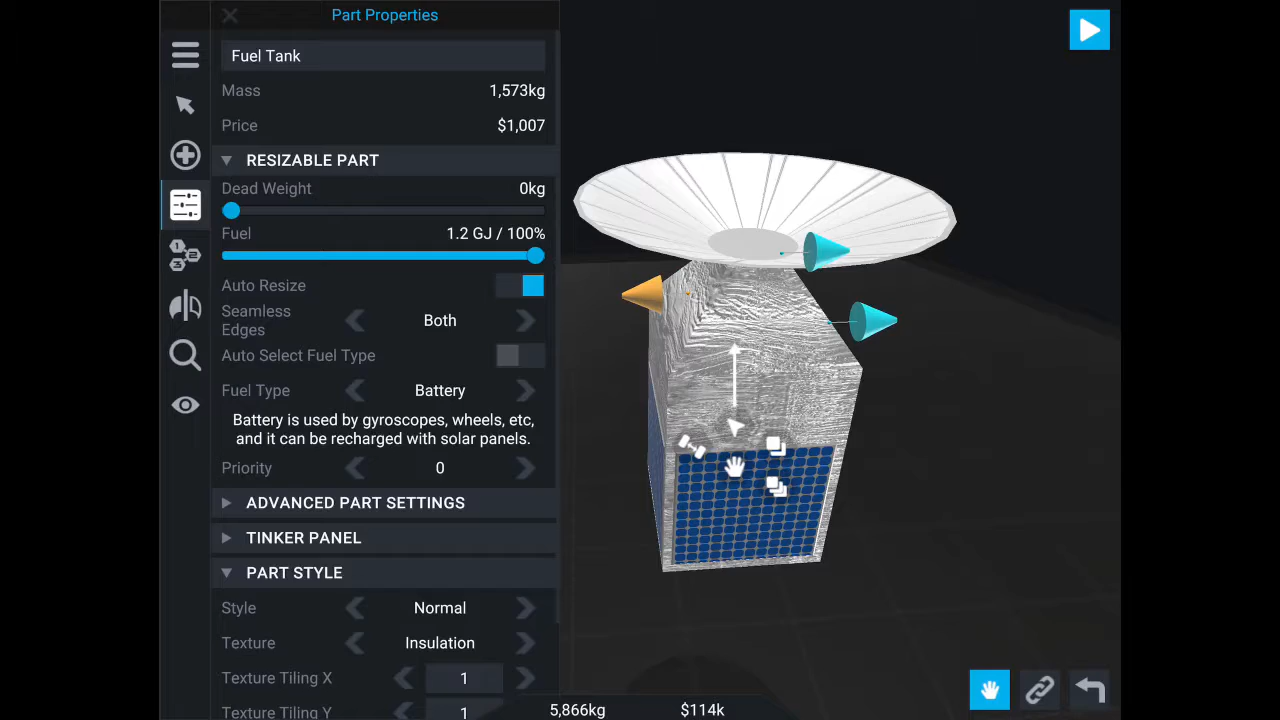 Part Properties
Fuel Tank
Mass 1,573kg
Price $1,007
RESIZABLE PART
Dead Weight 0kg
Fuel 1.2 GJ / 100%
Auto Resize
Seamless Edges Both
Auto Select Fuel Type
Fuel Type Battery
Battery is used by gyroscopes, wheels, etc,
and it can be recharged with solar panels.
Priority 0
ADVANCED PART SETTINGS
TINKER PANEL
PART STYLE
Style Normal
Texture Insulation
Texture Tiling X 1
Texture Tiling Y 1
5,866kg $114k